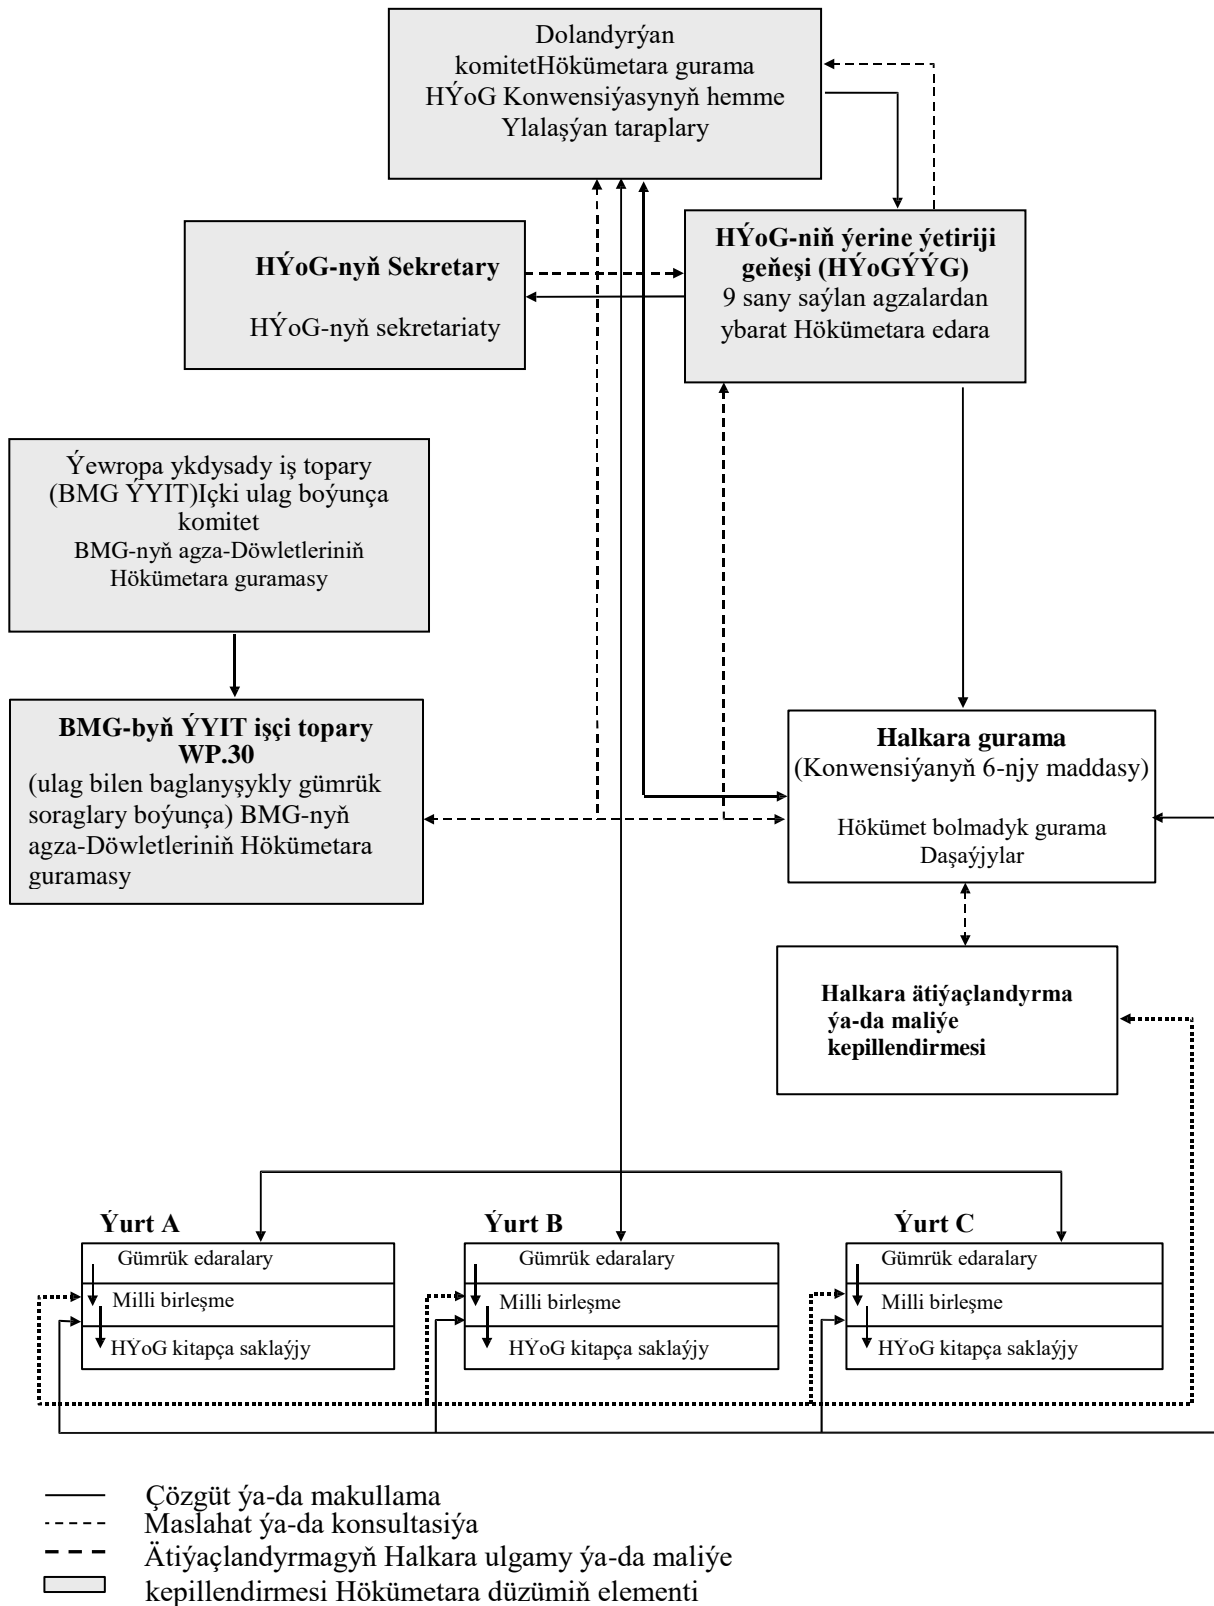 Dolandyrýan
komitetHökümetara gurama
HÝoG Konwensiýasynyň hemme
Ylalaşýan taraplary
HÝoG-nyň Sekretary
HÝoG-nyň sekretariaty
HÝoG-niň ýerine ýetiriji
geňeşi (HÝoGÝÝG)
9 sany saýlan agzalardan
ybarat Hökümetara edara
Ýewropa ykdysady iş topary
(BMG ÝYIT)Içki ulag boýunça
komitet
BMG-nyň agza-Döwletleriniň
Hökümetara guramasy
BMG-byň ÝYIT işçi topary
WP.30
(ulag bilen baglanyşykly gümrük
soraglary boýunça) BMG-nyň
agza-Döwletleriniň Hökümetara
guramasy
Halkara gurama
(Konwensiýanyň 6-njy maddasy)
Hökümet bolmadyk gurama
Daşaýjylar
Halkara ätiýaçlandyrma
ýa-da maliýe
kepillendirmesi
Ýurt A
Gümrük edaralary
Milli birleşme
HÝoG kitapça saklaýjy
Ýurt B
Gümrük edaralary
Milli birleşme
HÝoG kitapça saklaýjy
Ýurt C
Gümrük edaralary
Milli birleşme
HÝoG kitapça saklaýjy
Çözgüt ýa-da makullama
Maslahat ýa-da konsultasiýa
Ätiýaçlandyrmagyň Halkara ulgamy ýa-da maliýe
kepillendirmesi Hökümetara düzümiň elementi